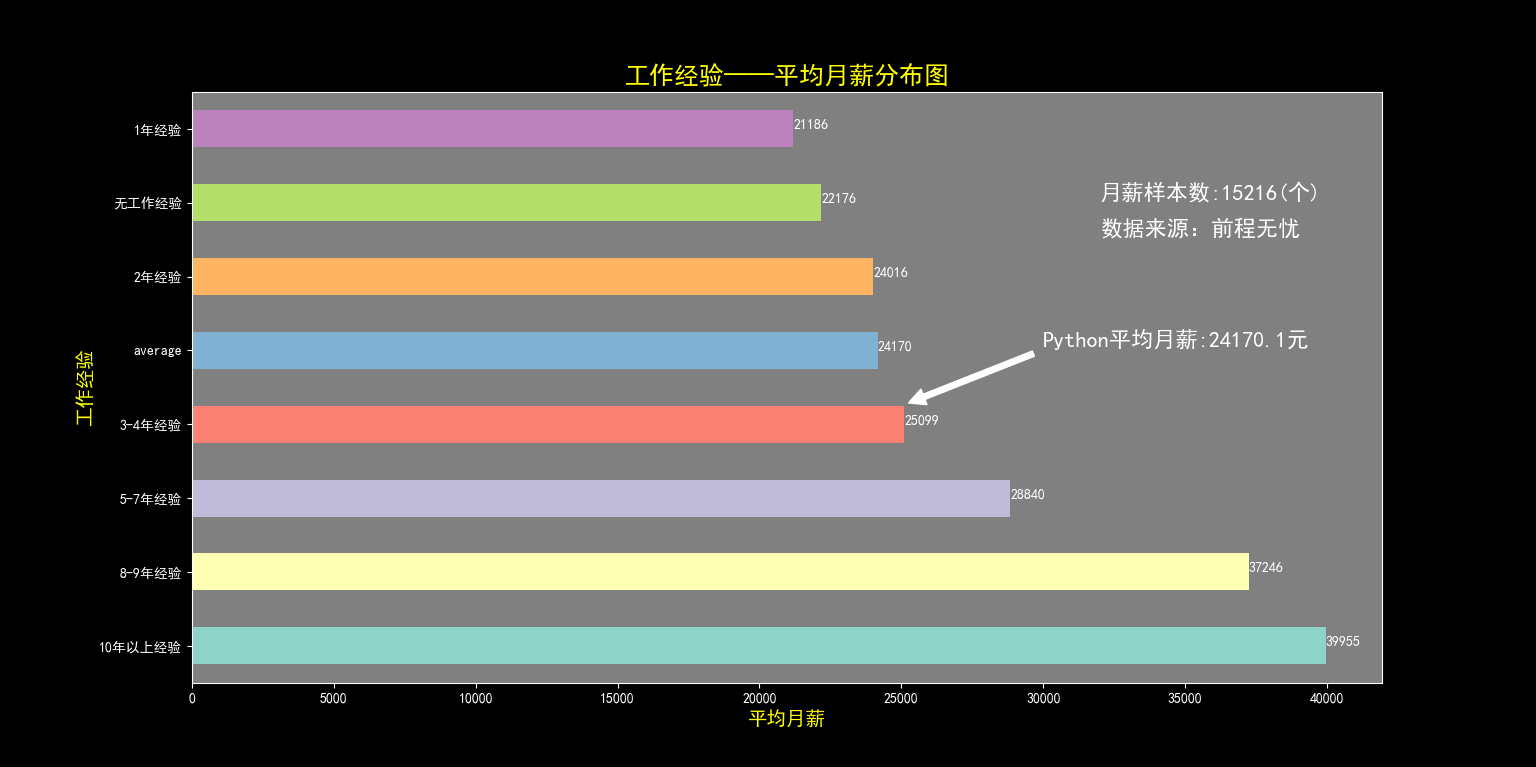 工作经验——平均月薪分布图
1年经验
21186
无工作经验
22176
月薪样本数:15216(个)
数据来源：前程无忧
2年经验
24016
average
24170
Python平均月薪:24170.1元
3-4年经验
25099
工作经验
5-7年经验
28840
8-9年经验
37246
10年以上经验
39955
0 5000 10000 15000 20000 25000 30000 35000 40000
平均月薪